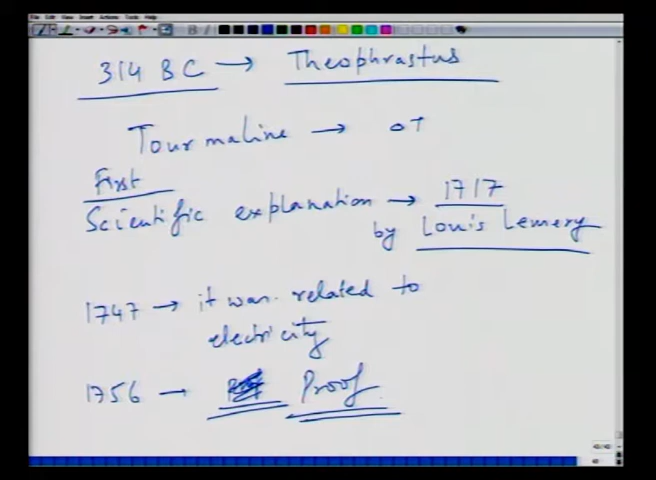 314 BC → Theophrastus
Tourmaline → ΔT
First
Scientific explanation → 1717
by Louis Lemery
1747 → it was related to
electricity
1756 → Proof